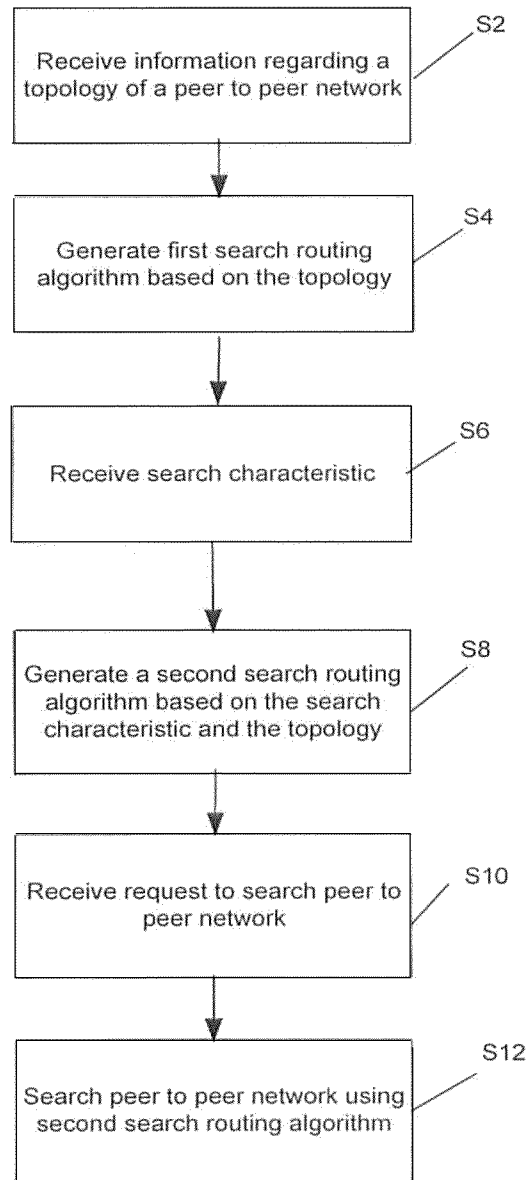 S2
Receive information regarding a
topology of a peer to peer network
S4
Generate first search routing
algorithm based on the topology
S6
Receive search characteristic
S8
Generate a second search routing
algorithm based on the search
characteristic and the topology
S10
Receive request to search peer to
peer network
S12
Search peer to peer network using
second search routing algorithm